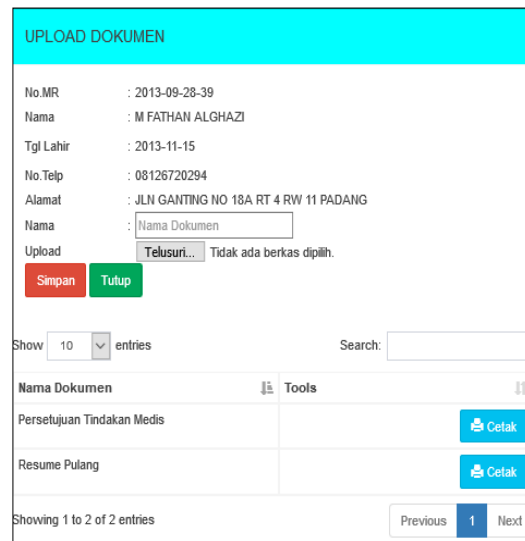 UPLOAD DOKUMEN
No.MR : 2013-09-28-39
Nama : M FATHAN ALGHAZI
Tgl Lahir : 2013-11-15
No.Telp : 08126720294
Alamat : JLN GANTING NO 18A RT 4 RW 11 PADANG
Nama : Nama Dokumen
Upload Telusuri... Tidak ada berkas dipilih.
Simpan Tutup
Show 10 entries Search:
Nama Dokumen Tools
Persetujuan Tindakan Medis Cetak
Resume Pulang Cetak
Showing 1 to 2 of 2 entries Previous 1 Next